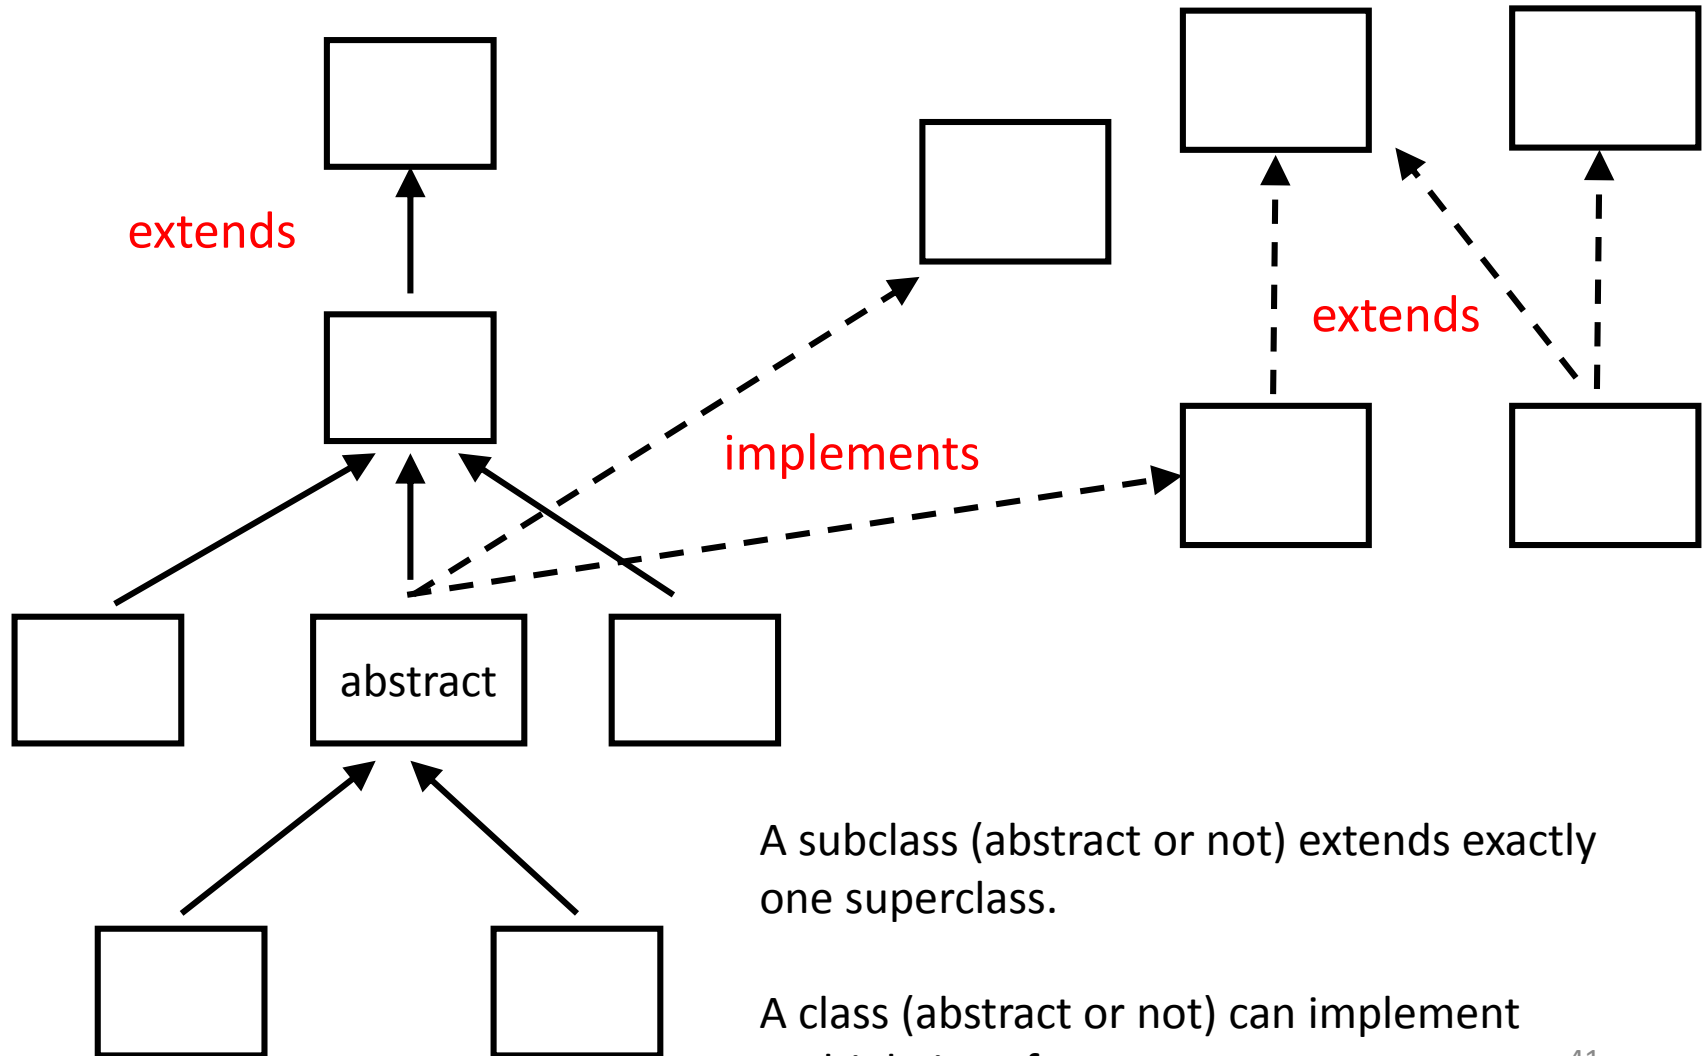 extends
extends
implements
abstract
A subclass (abstract or not) extends exactly
one superclass.
A class (abstract or not) can implement